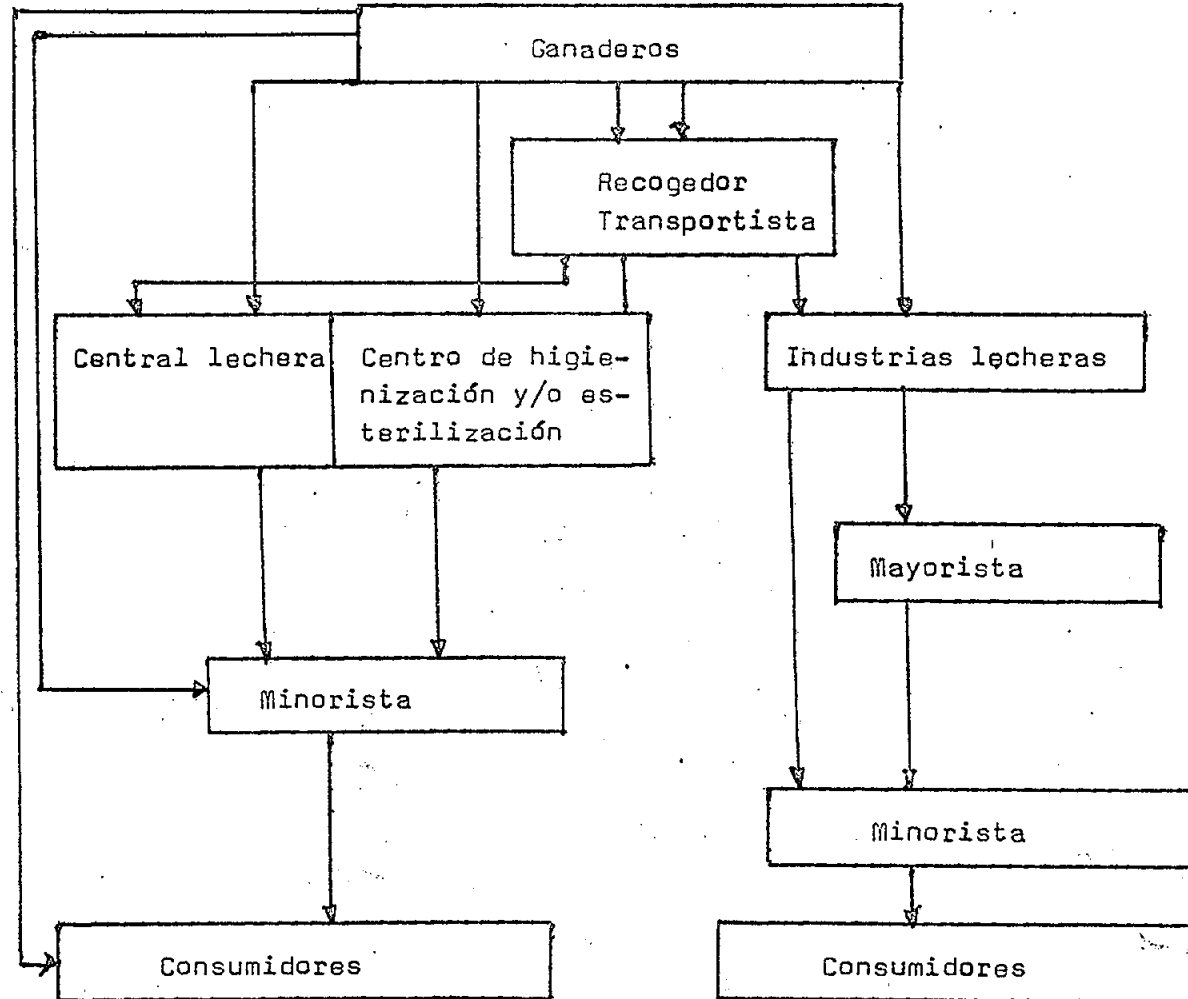 Ganaderos
Recogedor
Transportista
Central lechera
Centro de higie-
nización y/o es-
terilización
Industrias lecheras
Mayorista
Minorista
Minorista
Consumidores
Consumidores